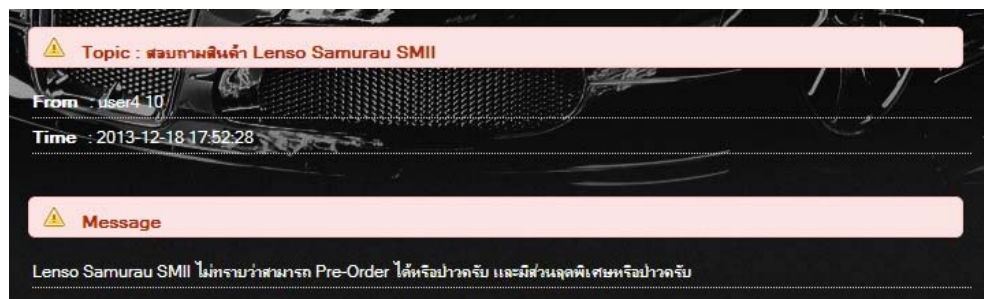 Topic : สอบถามสินค้า Lenso Samurau SMII
From : user4 10
Time : 2013-12-18 17:52:28
Message
Lenso Samurau SMII ไม่ทราบว่าสามารถ Pre-Order ได้หรือป่าวครับ และมีส่วนลดพิเศษหรือป่าวครับ